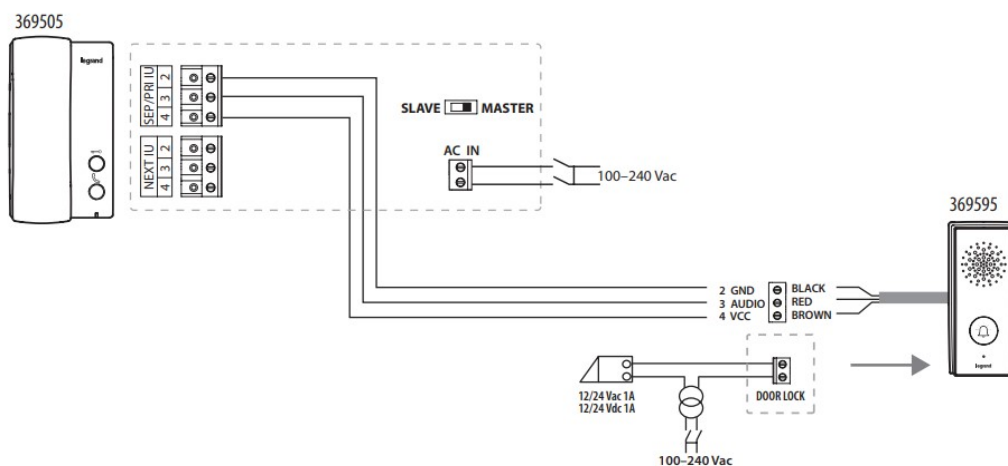 369505
legrand
SEP/PRI IU
2
3
4
NEXT IU
2
3
4
SLAVE MASTER
AC IN
100–240 Vac
369595
2 GND BLACK
3 AUDIO RED
4 VCC BROWN
legrand
12/24 Vac 1A
12/24 Vdc 1A
DOOR LOCK
100–240 Vac